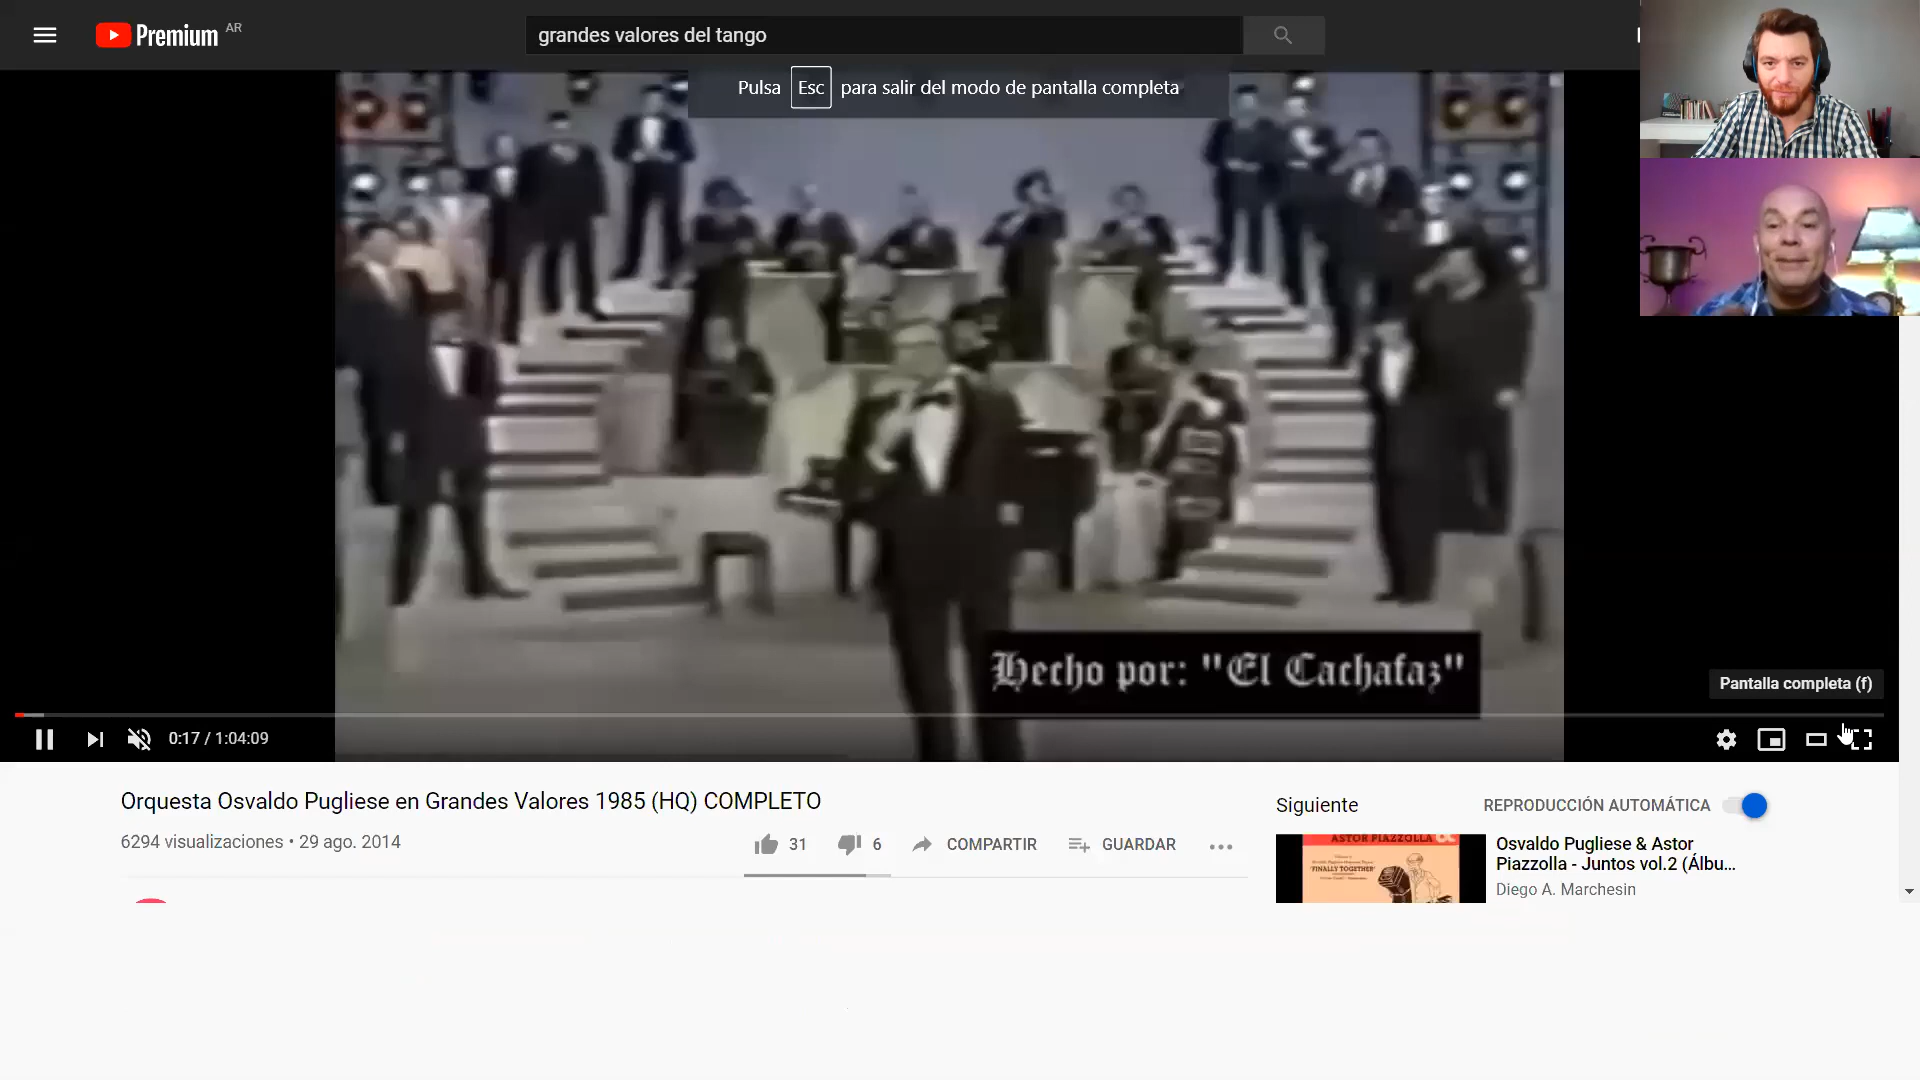 Premium AR
grandes valores del tango
Pulsa Esc para salir del modo de pantalla completa
Hecho por: "El Cachafaz"
Pantalla completa (f)
0:17 / 1:04:09
Orquesta Osvaldo Pugliese en Grandes Valores 1985 (HQ) COMPLETO
6294 visualizaciones • 29 ago. 2014
31
6
COMPARTIR
GUARDAR
Siguiente
REPRODUCCIÓN AUTOMÁTICA
ASTOR PIAZZOLLA
"FINALLY TOGETHER"
Osvaldo Pugliese & Astor
Piazzolla - Juntos vol.2 (Álbu...
Diego A. Marchesin